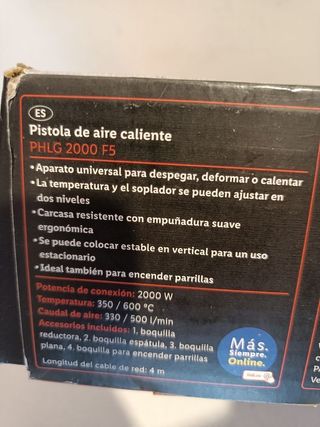 ES
Pistola de aire caliente
PHLG 2000 F5
• Aparato universal para despegar, deformar o calentar
• La temperatura y el soplador se pueden ajustar en
dos niveles
• Carcasa resistente con empuñadura suave
ergonómica
• Se puede colocar estable en vertical para un uso
estacionario
• Ideal también para encender parrillas
Potencia de conexión: 2000 W
Temperatura: 350 / 600 °C
Caudal de aire: 330 / 500 l/min
Accesorios incluidos: 1. boquilla
reductora, 2. boquilla espátula, 3. boquilla
plana, 4. boquilla para encender parrillas
Longitud del cable de red: 4 m
Más.
Siempre.
Online.